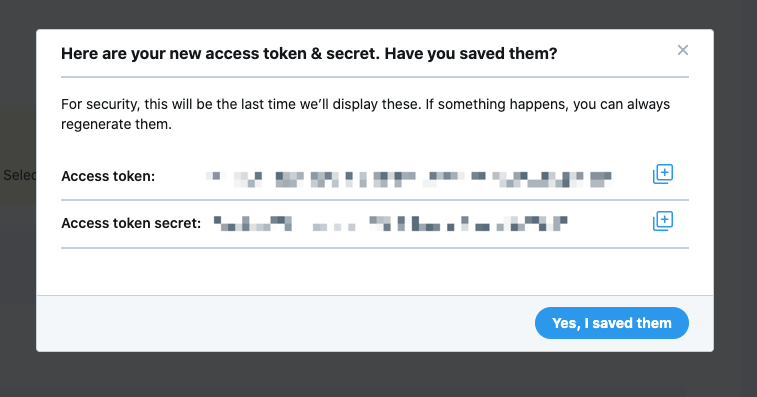 Here are your new access token & secret. Have you saved them?
For security, this will be the last time we'll display these. If something happens, you can always
regenerate them.
Selec
Access token:
Access token secret:
Yes, I saved them